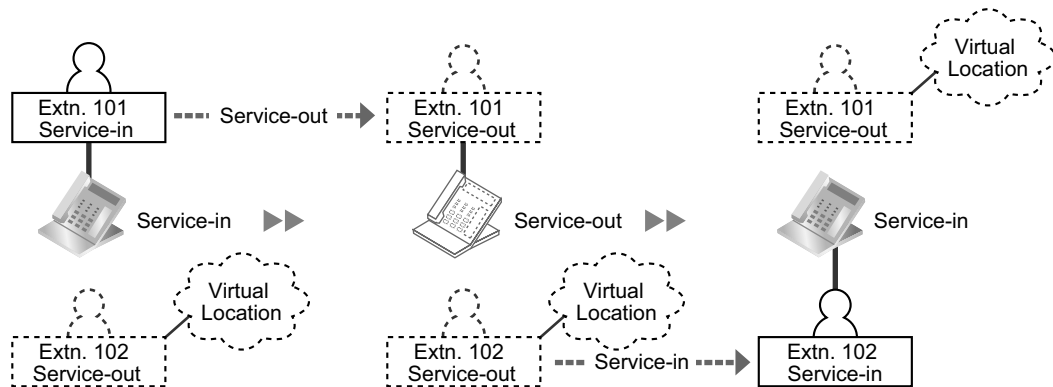 Virtual
Location
Extn. 101
Service-in
Service-out
Extn. 101
Service-out
Extn. 101
Service-out
Service-in
Service-out
Service-in
Virtual
Location
Virtual
Location
Extn. 102
Service-out
Extn. 102
Service-out
Service-in
Extn. 102
Service-in